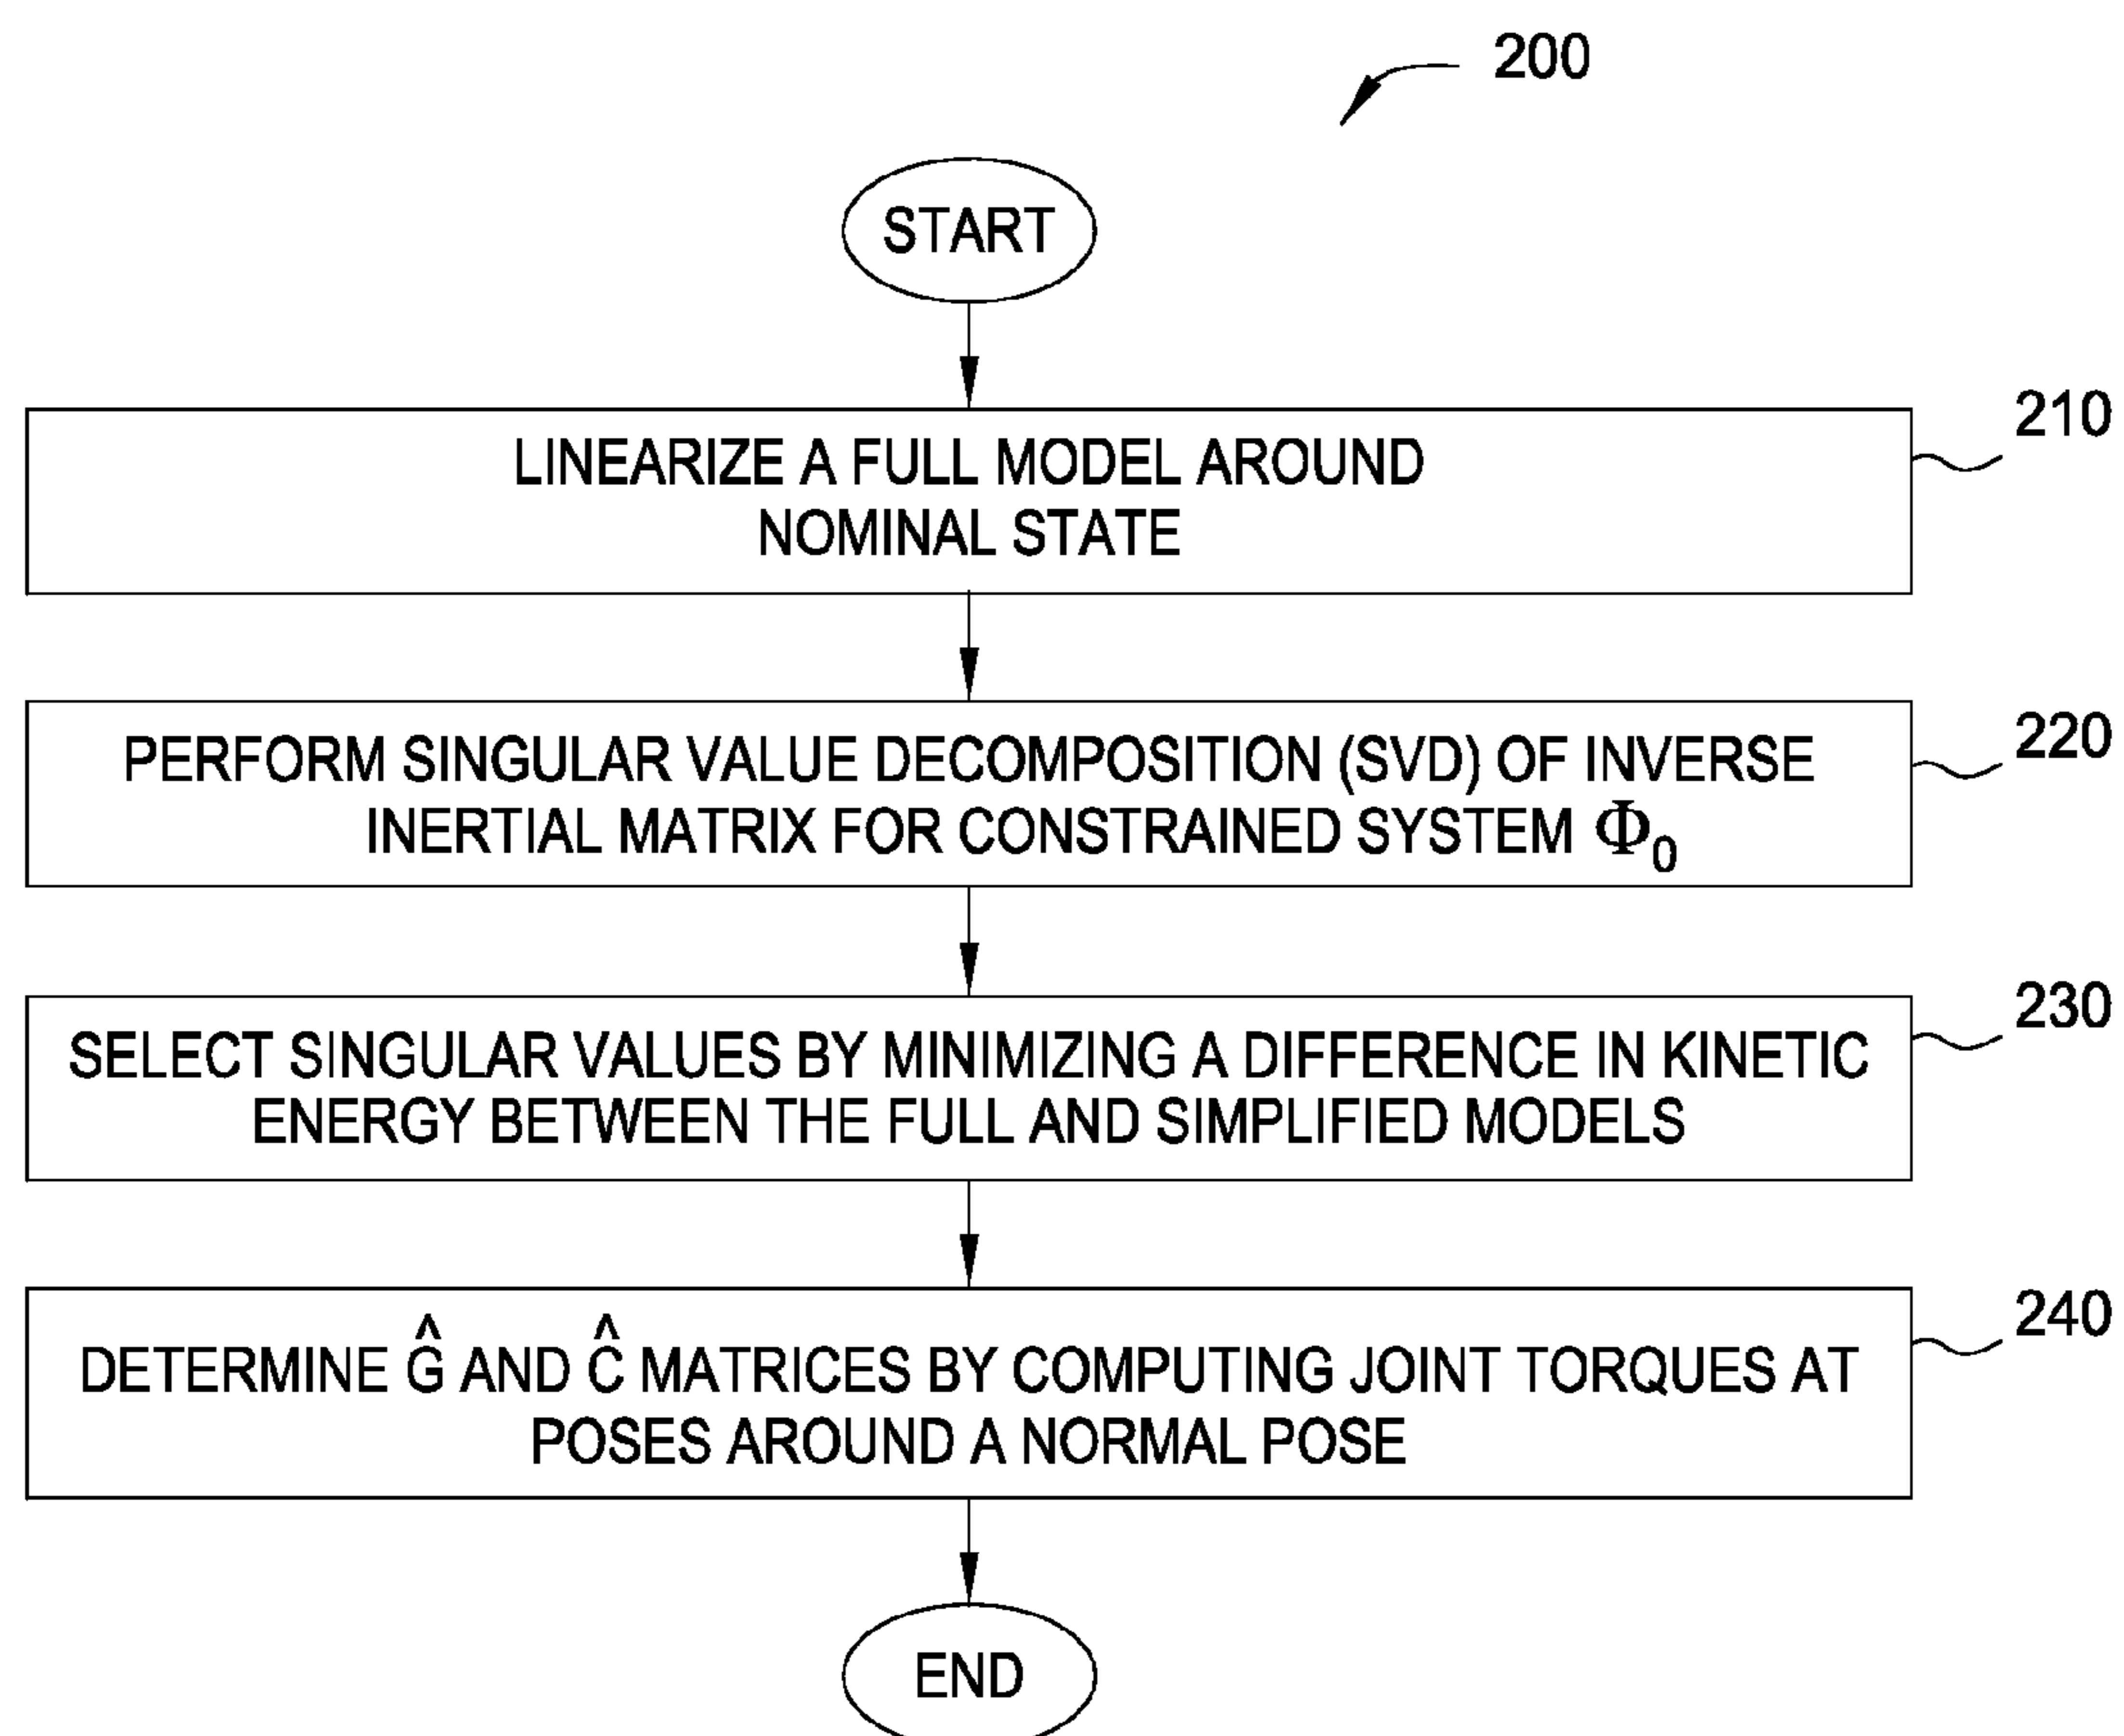 200
START
210
LINEARIZE A FULL MODEL AROUND
NOMINAL STATE
220
PERFORM SINGULAR VALUE DECOMPOSITION (SVD) OF INVERSE
INERTIAL MATRIX FOR CONSTRAINED SYSTEM Φ₀
230
SELECT SINGULAR VALUES BY MINIMIZING A DIFFERENCE IN KINETIC
ENERGY BETWEEN THE FULL AND SIMPLIFIED MODELS
240
DETERMINE Ĝ AND Ĉ MATRICES BY COMPUTING JOINT TORQUES AT
POSES AROUND A NORMAL POSE
END